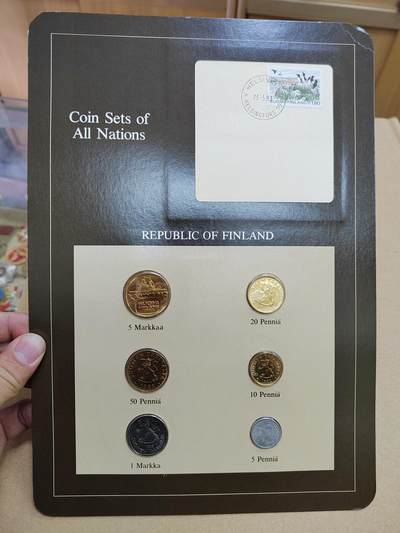 Coin Sets of
All Nations
REPUBLIC OF FINLAND
5 Markkaa
20 Penniä
50 Penniä
10 Penniä
1 Markka
5 Penniä